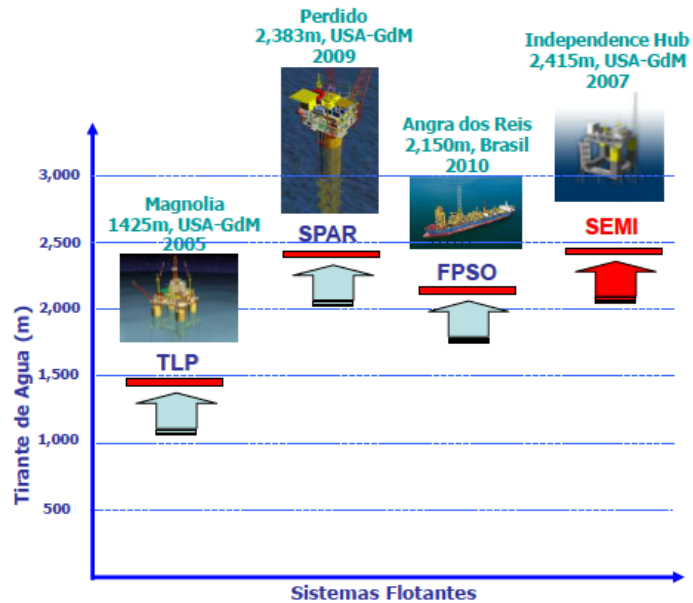 Perdido
2,383m, USA-GdM
2009
Independence Hub
2,415m, USA-GdM
2007
Angra dos Reis
2,150m, Brasil
2010
Magnolia
1425m, USA-GdM
2005
SPAR
SEMI
FPSO
TLP
3,000
2,500
2,000
1,500
1,000
500
Tirante de Agua (m)
Sistemas Flotantes